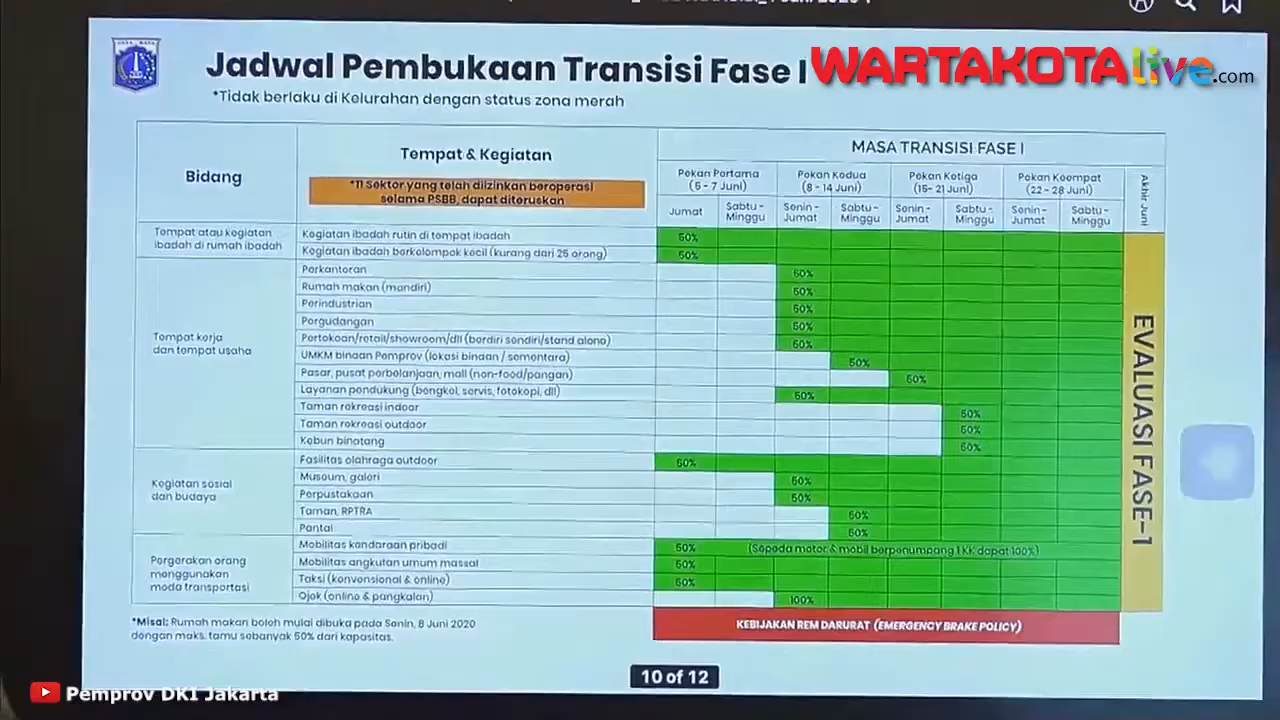 Jadwal Pembukaan Transisi Fase I
WARTAKOTAlive.com
*Tidak berlaku di Kelurahan dengan status zona merah
Bidang
Tempat & Kegiatan
*11 Sektor yang telah diizinkan beroperasi
selama PSBB, dapat diteruskan
MASA TRANSISI FASE I
Pekan Pertama
(5 - 7 Juni)
Pekan Kedua
(8 - 14 Juni)
Pekan Ketiga
(15- 21 Juni)
Pekan Keempat
(22 - 28 Juni)
Akhir Juni
Jumat
Sabtu -
Minggu
Senin -
Jumat
Sabtu -
Minggu
Senin -
Jumat
Sabtu -
Minggu
Senin -
Jumat
Sabtu -
Minggu
Tempat atau kegiatan
ibadah di rumah ibadah
Kegiatan ibadah rutin di tempat ibadah 50%
Kegiatan ibadah berkelompok kecil (kurang dari 25 orang) 50%
Tempat kerja
dan tempat usaha
Perkantoran 50%
Rumah makan (mandiri) 50%
Perindustrian 50%
Pergudangan 50%
Pertokoan/retail/showroom/dll (berdiri sendiri/stand alone) 50%
UMKM binaan Pemprov (lokasi binaan / sementara) 50%
Pasar, pusat perbelanjaan, mall (non-food/pangan) 50%
Layanan pendukung (bengkel, servis, fotokopi, dll) 50%
Taman rekreasi indoor 50%
Taman rekreasi outdoor 50%
Kebun binatang 50%
Kegiatan sosial
dan budaya
Fasilitas olahraga outdoor 50%
Museum, galeri 50%
Perpustakaan 50%
Taman, RPTRA 50%
Pantai 50%
Pergerakan orang
menggunakan
moda transportasi
Mobilitas kendaraan pribadi 50% (Sepeda motor & mobil berpenumpang 1 KK dapat 100%)
Mobilitas angkutan umum massal 50%
Taksi (konvensional & online) 50%
Ojek (online & pangkalan) 100%
EVALUASI FASE-1
*Misal: Rumah makan boleh mulai dibuka pada Senin, 8 Juni 2020
dengan maks. tamu sebanyak 50% dari kapasitas.
KEBIJAKAN REM DARURAT (EMERGENCY BRAKE POLICY)
10 of 12
Pemprov DKI Jakarta